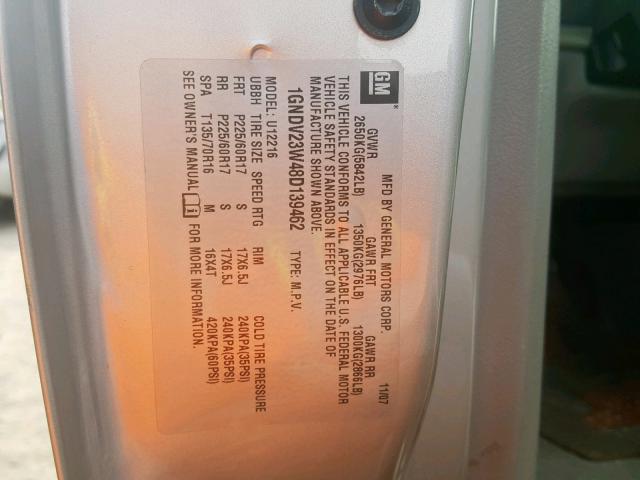 GM
MFD BY GENERAL MOTORS CORP. 11/07
GVWR GAWR FRT GAWR RR
2650KG(5842LB) 1350KG(2976LB) 1300KG(2866LB)
THIS VEHICLE CONFORMS TO ALL APPLICABLE U.S. FEDERAL MOTOR
VEHICLE SAFETY STANDARDS IN EFFECT ON THE DATE OF
MANUFACTURE SHOWN ABOVE.
1GNDV23W48D139462 TYPE: M.P.V.
MODEL: U12216
UBBH TIRE SIZE SPEED RTG RIM COLD TIRE PRESSURE
FRT P225/60R17 S 17X6.5J 240KPA(35PSI)
RR P225/60R17 S 17X6.5J 240KPA(35PSI)
SPA T135/70R16 M 16X4T 420KPA(60PSI)
SEE OWNER'S MANUAL FOR MORE INFORMATION.